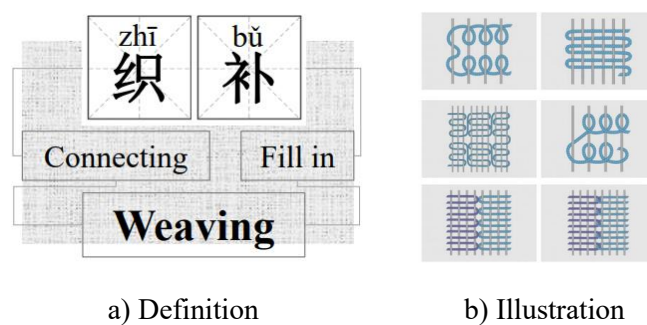 zhī bǔ
织 补
Connecting Fill in
Weaving
a) Definition b) Illustration